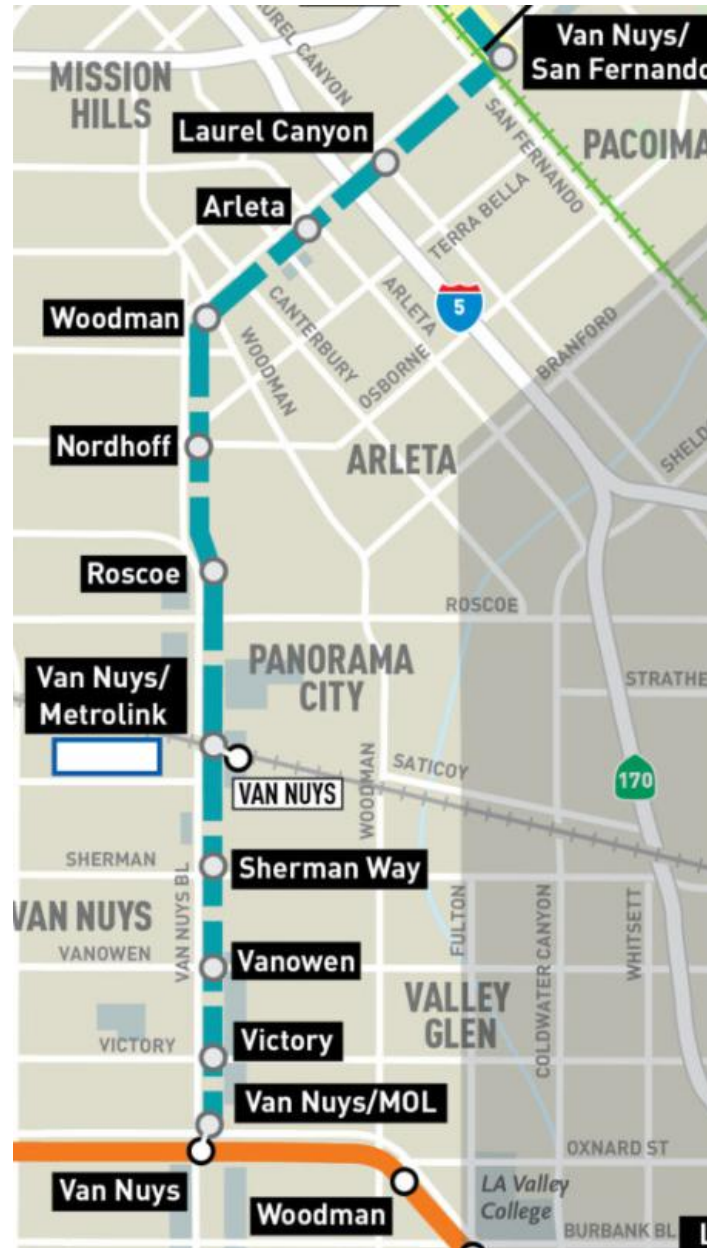 Van Nuys/
San Fernando
MISSION
HILLS
LAUREL CANYON
Laurel Canyon
SAN FERNANDO
PACOIMA
Arleta
TERRA BELLA
5
Woodman
CANTERBURY
ARLETA
WOODMAN
OSBORNE
BRANFORD
Nordhoff
ARLETA
SHELD
Roscoe
ROSCOE
PANORAMA
CITY
STRATHE
Van Nuys/
Metrolink
SATICOY
170
VAN NUYS
WOODMAN
SHERMAN
Sherman Way
VAN NUYS BL
VAN NUYS
VANOWEN
Vanowen
FULTON
COLDWATER CANYON
WHITSETT
VALLEY
GLEN
VICTORY
Victory
Van Nuys/MOL
OXNARD ST
Van Nuys
Woodman
LA Valley
College
BURBANK BL
L